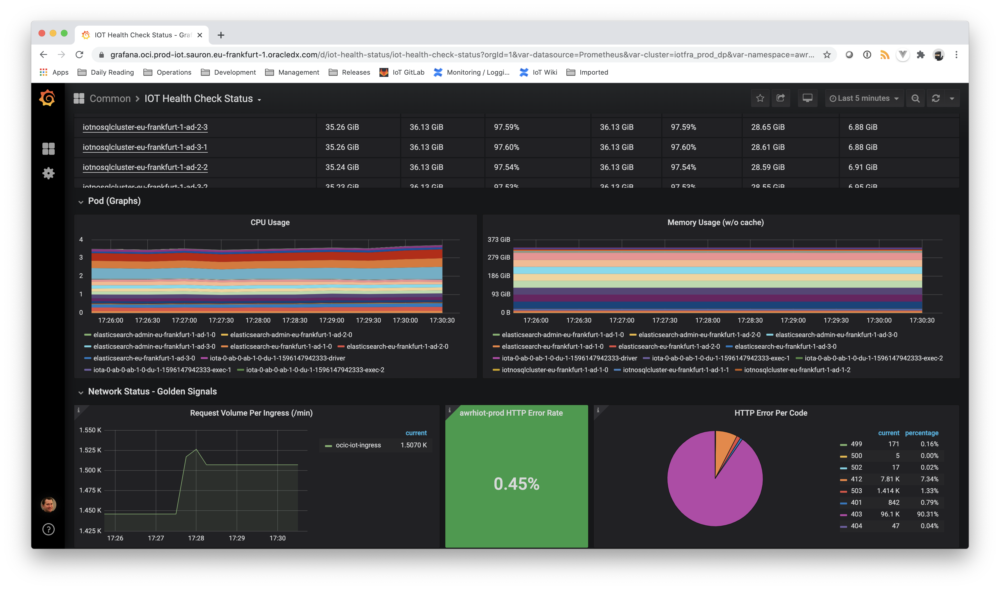 IOT Health Check Status - Graf
grafana.oci.prod-iot.sauron.eu-frankfurt-1.oracledx.com/d/iot-health-status/iot-health-check-status?orgId=1&var-datasource=Prometheus&var-cluster=iotfra_prod_dp&var-namespace=awr...
Apps Daily Reading Operations Development Management Releases IoT GitLab Monitoring / Loggi... IoT Wiki Imported
Common > IOT Health Check Status Last 5 minutes
iotnosqlcluster-eu-frankfurt-1-ad-2-3 35.26 GiB 36.13 GiB 97.59% 36.13 GiB 97.59% 28.65 GiB 6.88 GiB
iotnosqlcluster-eu-frankfurt-1-ad-3-1 35.26 GiB 36.13 GiB 97.60% 36.13 GiB 97.60% 28.61 GiB 6.88 GiB
iotnosqlcluster-eu-frankfurt-1-ad-2-2 35.24 GiB 36.13 GiB 97.54% 36.13 GiB 97.54% 28.59 GiB 6.91 GiB
iotnosqlcluster-eu-frankfurt-1-ad-3-2 35.23 GiB 36.13 GiB 97.53% 36.13 GiB 97.53% 28.55 GiB 6.95 GiB
Pod (Graphs)
CPU Usage
4
3
2
1
0
17:26:00 17:26:30 17:27:00 17:27:30 17:28:00 17:28:30 17:29:00 17:29:30 17:30:00 17:30:30
elasticsearch-admin-eu-frankfurt-1-ad-1-0 elasticsearch-admin-eu-frankfurt-1-ad-2-0
elasticsearch-admin-eu-frankfurt-1-ad-3-0 elasticsearch-eu-frankfurt-1-ad-1-0 elasticsearch-eu-frankfurt-1-ad-2-0
elasticsearch-eu-frankfurt-1-ad-3-0 iota-0-ab-0-ab-1-0-du-1-1596147942333-driver
iota-0-ab-0-ab-1-0-du-1-1596147942333-exec-1 iota-0-ab-0-ab-1-0-du-1-1596147942333-exec-2
Memory Usage (w/o cache)
373 GiB
279 GiB
186 GiB
93 GiB
0 B
17:26:00 17:26:30 17:27:00 17:27:30 17:28:00 17:28:30 17:29:00 17:29:30 17:30:00 17:30:30
elasticsearch-admin-eu-frankfurt-1-ad-1-0 elasticsearch-admin-eu-frankfurt-1-ad-2-0 elasticsearch-admin-eu-frankfurt-1-ad-3-0
elasticsearch-eu-frankfurt-1-ad-1-0 elasticsearch-eu-frankfurt-1-ad-2-0 elasticsearch-eu-frankfurt-1-ad-3-0
iota-0-ab-0-ab-1-0-du-1-1596147942333-driver iota-0-ab-0-ab-1-0-du-1-1596147942333-exec-1 iota-0-ab-0-ab-1-0-du-1-1596147942333-exec-2
iotnosqlcluster-eu-frankfurt-1-ad-1-0 iotnosqlcluster-eu-frankfurt-1-ad-1-1 iotnosqlcluster-eu-frankfurt-1-ad-1-2
Network Status - Golden Signals
Request Volume Per Ingress (/min)
1.550 K
1.525 K
1.500 K
1.475 K
1.450 K
1.425 K
17:26 17:27 17:28 17:29 17:30
current
ocic-iot-ingress 1.5070 K
awrhiot-prod HTTP Error Rate
0.45%
HTTP Error Per Code
current percentage
499 171 0.16%
500 5 0.00%
502 17 0.02%
412 7.81 K 7.34%
503 1.414 K 1.33%
401 842 0.79%
403 96.1 K 90.31%
404 47 0.04%